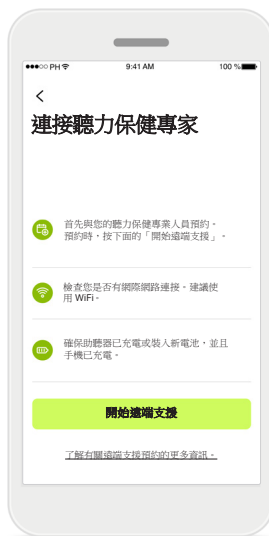 PH
9:41 AM
100 %
連接聽力保健專家
首先與您的聽力保健專業人員預約。
預約時，按下面的「開始遠端支援」。
檢查您是否有網際網路連接。建議使
用 WiFi。
確保助聽器已充電或裝入新電池，並且
手機已充電。
開始遠端支援
了解有關遠端支援預約的更多資訊。